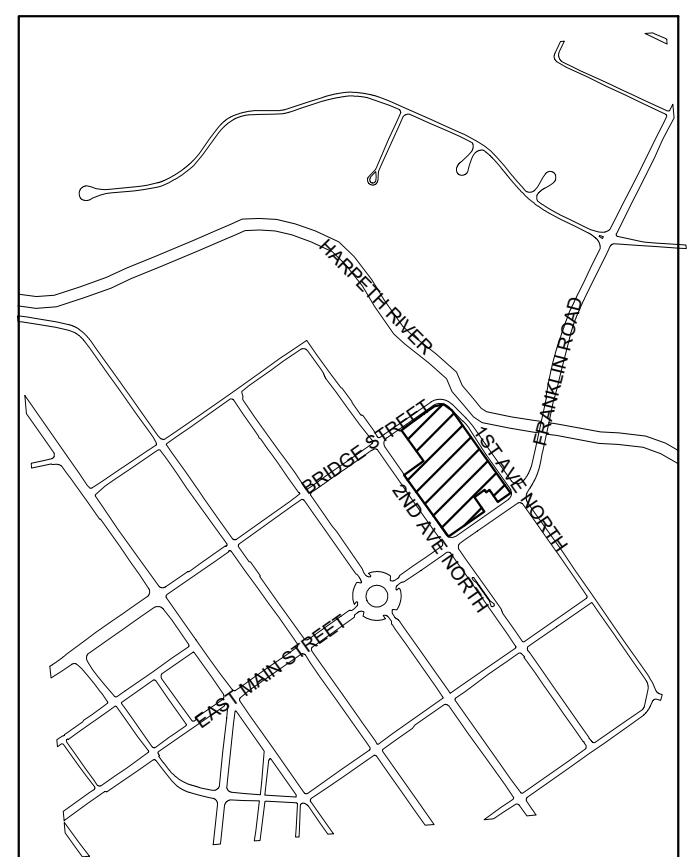 HARPETH RIVER
FRANKLIN ROAD
BRIDGE STREET
1ST AVE NORTH
2ND AVE NORTH
EAST MAIN STREET